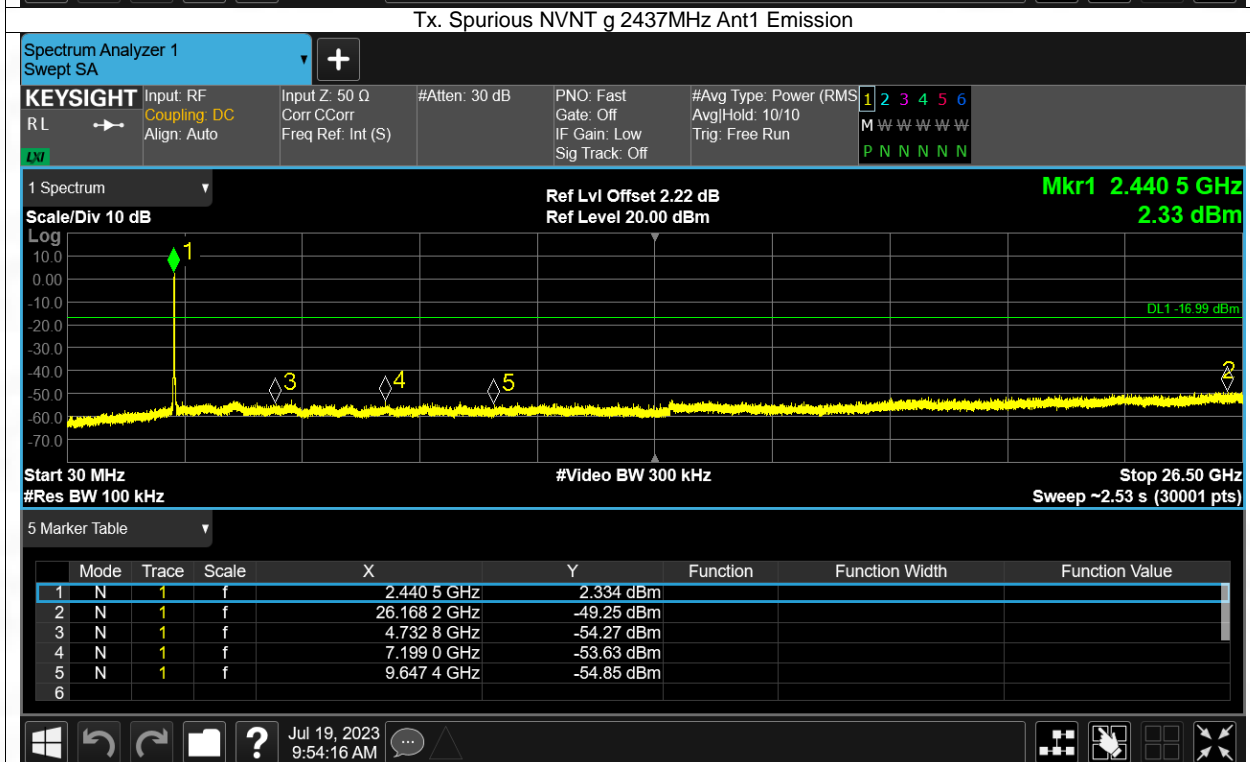 Tx. Spurious NVNT g 2437MHz Ant1 Emission
Spectrum Analyzer 1
Swept SA
+
KEYSIGHT Input: RF Input Z: 50 Ω #Atten: 30 dB PNO: Fast #Avg Type: Power (RMS 1 2 3 4 5 6
RL Coupling: DC Corr CCorr Gate: Off Avg|Hold: 10/10 M W W W W W
Align: Auto Freq Ref: Int (S) IF Gain: Low Trig: Free Run
LXI Sig Track: Off P N N N N N
1 Spectrum Ref Lvl Offset 2.22 dB Mkr1 2.440 5 GHz
Scale/Div 10 dB Ref Level 20.00 dBm 2.33 dBm
Log
1
10.0
0.00
-10.0
DL1 -16.99 dBm
-20.0
-30.0
-40.0
3 4 5 2
-50.0
-60.0
-70.0
Start 30 MHz #Video BW 300 kHz Stop 26.50 GHz
#Res BW 100 kHz Sweep ~2.53 s (30001 pts)
5 Marker Table
Mode Trace Scale X Y Function Function Width Function Value
1 N 1 f 2.440 5 GHz 2.334 dBm
2 N 1 f 26.168 2 GHz -49.25 dBm
3 N 1 f 4.732 8 GHz -54.27 dBm
4 N 1 f 7.199 0 GHz -53.63 dBm
5 N 1 f 9.647 4 GHz -54.85 dBm
6
? Jul 19, 2023
9:54:16 AM